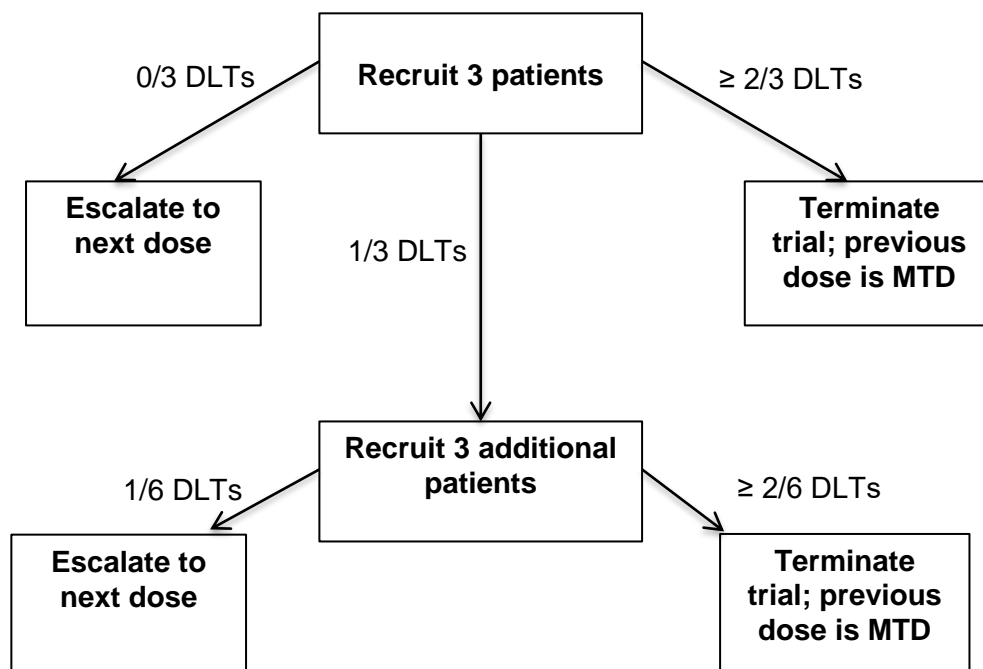 Recruit 3 patients
0/3 DLTs
≥ 2/3 DLTs
Escalate to
next dose
1/3 DLTs
Terminate
trial; previous
dose is MTD
Recruit 3 additional
patients
1/6 DLTs
≥ 2/6 DLTs
Escalate to
next dose
Terminate
trial; previous
dose is MTD